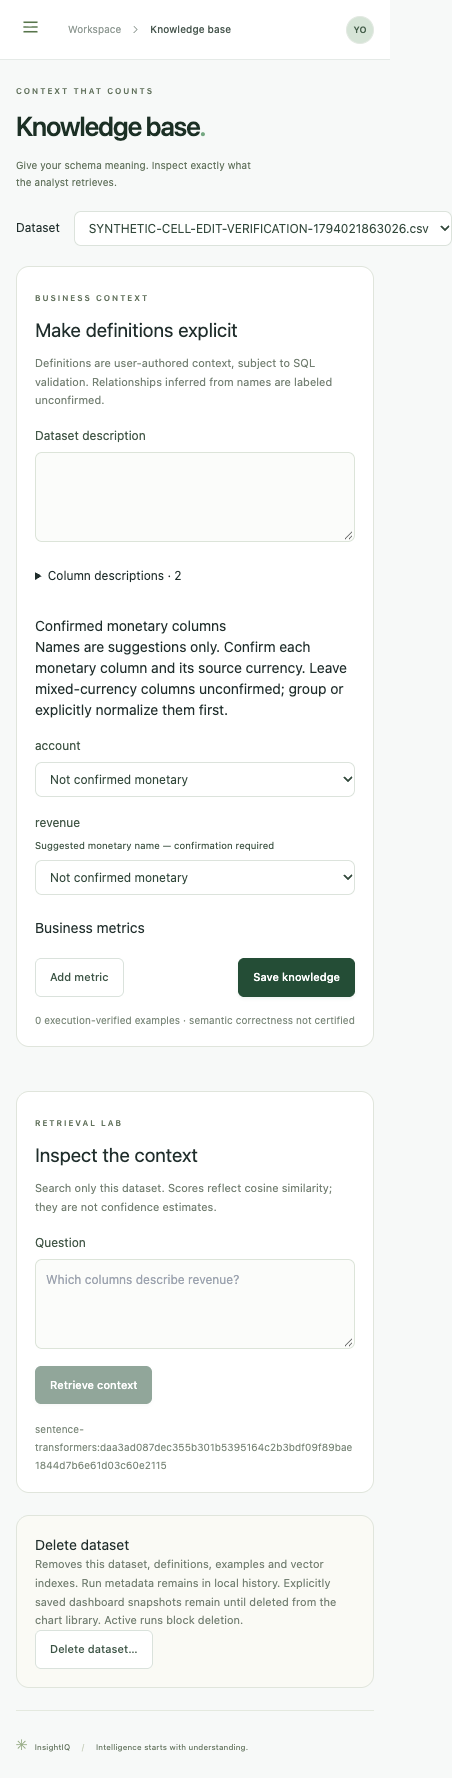 Workspace > Knowledge base
YO
CONTEXT THAT COUNTS
Knowledge base.
Give your schema meaning. Inspect exactly what
the analyst retrieves.
Dataset
SYNTHETIC-CELL-EDIT-VERIFICATION-1794021863026.csv
BUSINESS CONTEXT
Make definitions explicit
Definitions are user-authored context, subject to SQL
validation. Relationships inferred from names are labeled
unconfirmed.
Dataset description
Column descriptions · 2
Confirmed monetary columns
Names are suggestions only. Confirm each
monetary column and its source currency. Leave
mixed-currency columns unconfirmed; group or
explicitly normalize them first.
account
Not confirmed monetary
revenue
Suggested monetary name — confirmation required
Not confirmed monetary
Business metrics
Add metric
Save knowledge
0 execution-verified examples · semantic correctness not certified
RETRIEVAL LAB
Inspect the context
Search only this dataset. Scores reflect cosine similarity;
they are not confidence estimates.
Question
Which columns describe revenue?
Retrieve context
sentence-
transformers:daa3ad087dec355b301b5395164c2b3bdf09f89bae
1844d7b6e61d03c60e2115
Delete dataset
Removes this dataset, definitions, examples and vector
indexes. Run metadata remains in local history. Explicitly
saved dashboard snapshots remain until deleted from the
chart library. Active runs block deletion.
Delete dataset...
InsightIQ / Intelligence starts with understanding.